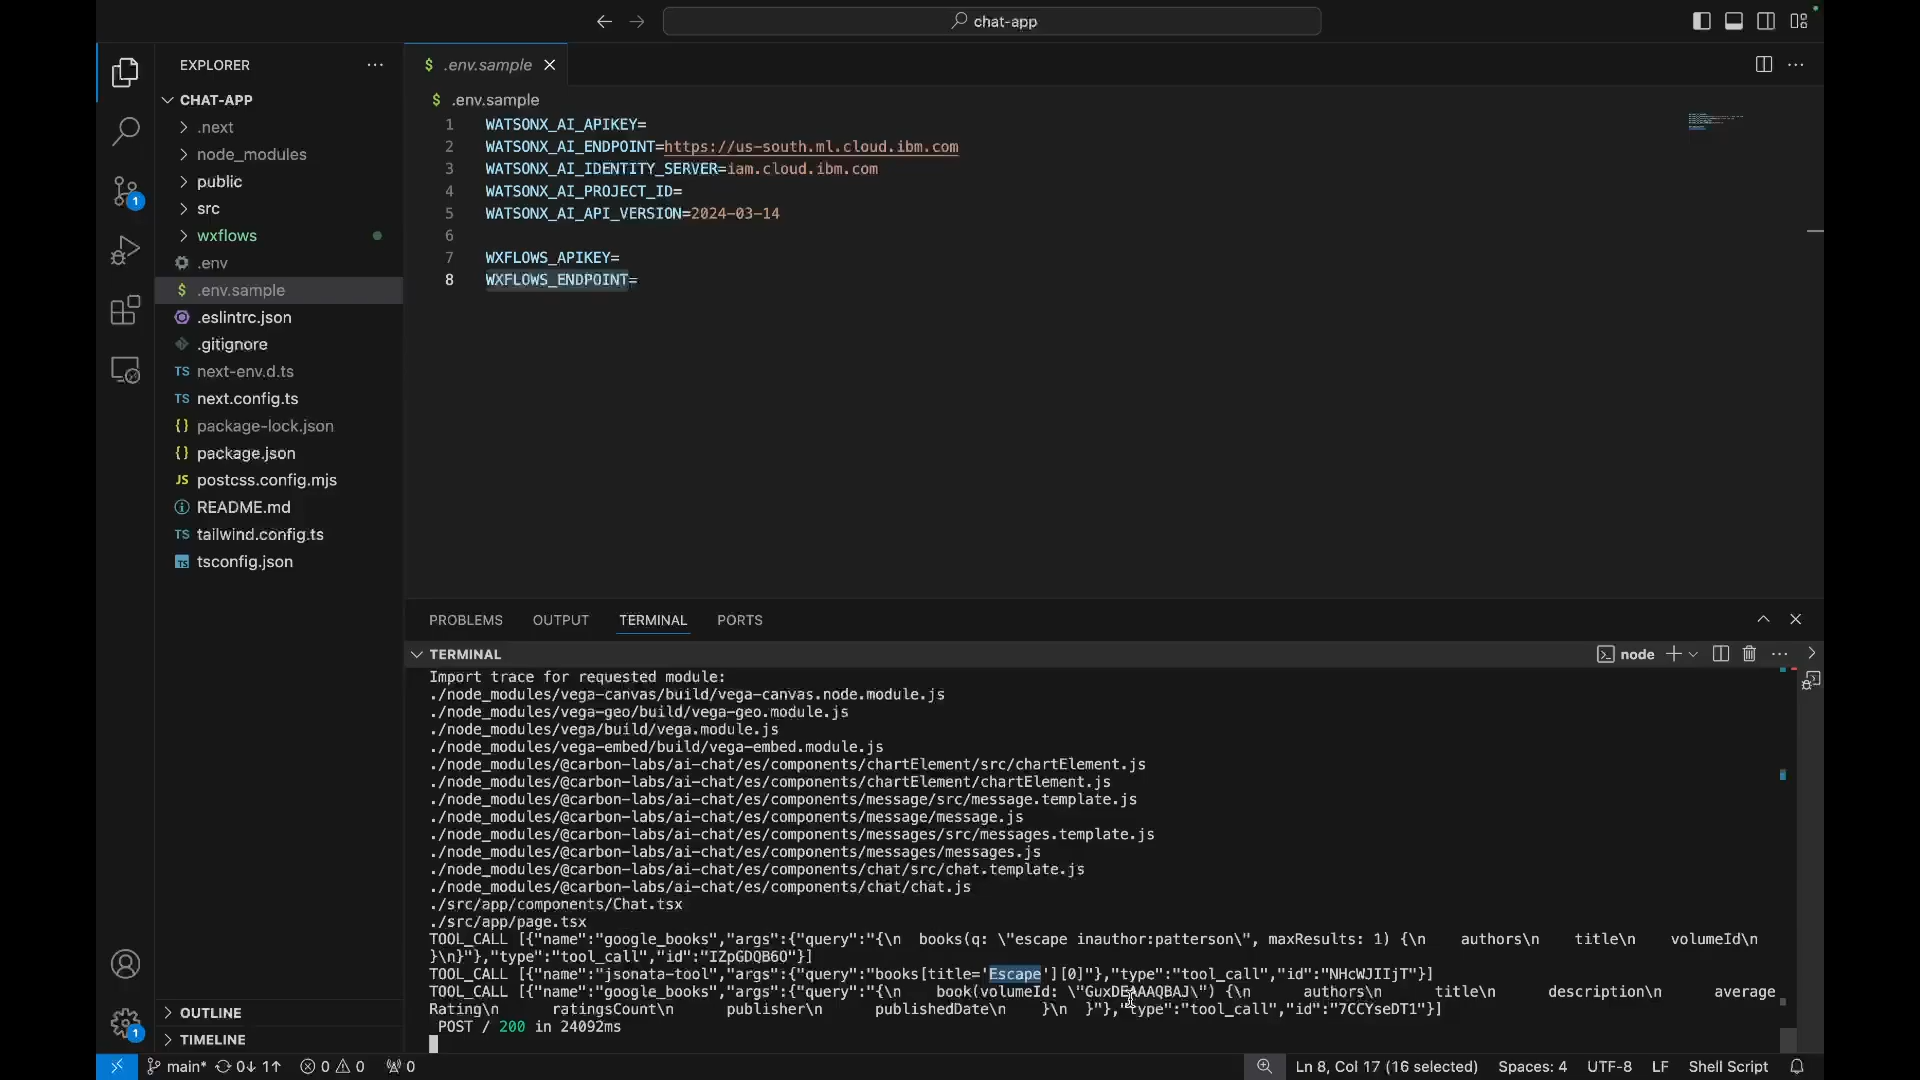 chat-app
EXPLORER
CHAT-APP
.next
node_modules
public
src
wxflows
.env
$ .env.sample
.eslintrc.json
.gitignore
TS next-env.d.ts
TS next.config.ts
{} package-lock.json
{} package.json
JS postcss.config.mjs
README.md
TS tailwind.config.ts
TS tsconfig.json
OUTLINE
TIMELINE
1
1
$ .env.sample
$ .env.sample
1 WATSONX_AI_APIKEY=
2 WATSONX_AI_ENDPOINT=https://us-south.ml.cloud.ibm.com
3 WATSONX_AI_IDENTITY_SERVER=iam.cloud.ibm.com
4 WATSONX_AI_PROJECT_ID=
5 WATSONX_AI_API_VERSION=2024-03-14
6
7 WXFLOWS_APIKEY=
8 WXFLOWS_ENDPOINT=
PROBLEMS OUTPUT TERMINAL PORTS
TERMINAL
node
Import trace for requested module:
./node_modules/vega-canvas/build/vega-canvas.node.module.js
./node_modules/vega-geo/build/vega-geo.module.js
./node_modules/vega/build/vega.module.js
./node_modules/vega-embed/build/vega-embed.module.js
./node_modules/@carbon-labs/ai-chat/es/components/chartElement/src/chartElement.js
./node_modules/@carbon-labs/ai-chat/es/components/chartElement/chartElement.js
./node_modules/@carbon-labs/ai-chat/es/components/message/src/message.template.js
./node_modules/@carbon-labs/ai-chat/es/components/message/message.js
./node_modules/@carbon-labs/ai-chat/es/components/messages/src/messages.template.js
./node_modules/@carbon-labs/ai-chat/es/components/messages/messages.js
./node_modules/@carbon-labs/ai-chat/es/components/chat/src/chat.template.js
./node_modules/@carbon-labs/ai-chat/es/components/chat/chat.js
./src/app/components/Chat.tsx
./src/app/page.tsx
TOOL_CALL [{"name":"google_books","args":{"query":"{\n  books(q: \"escape inauthor:patterson\", maxResults: 1) {\n    authors\n    title\n    volumeId\n
}\n}"},"type":"tool_call","id":"IZpGDQB6O"}]
TOOL_CALL [{"name":"jsonata-tool","args":{"query":"books[title='Escape'][0]"},"type":"tool_call","id":"NHcWJIIjT"}]
TOOL_CALL [{"name":"google_books","args":{"query":"{\n    book(volumeId: \"GuxDEAAAQBAJ\") {\n      authors\n      title\n      description\n      average
Rating\n      ratingsCount\n      publisher\n      publishedDate\n    }\n  }"},"type":"tool_call","id":"7CCYseDT1"}]
POST / 200 in 24092ms
main* 0↓ 1↑ 0 0 0
Ln 8, Col 17 (16 selected) Spaces: 4 UTF-8 LF Shell Script